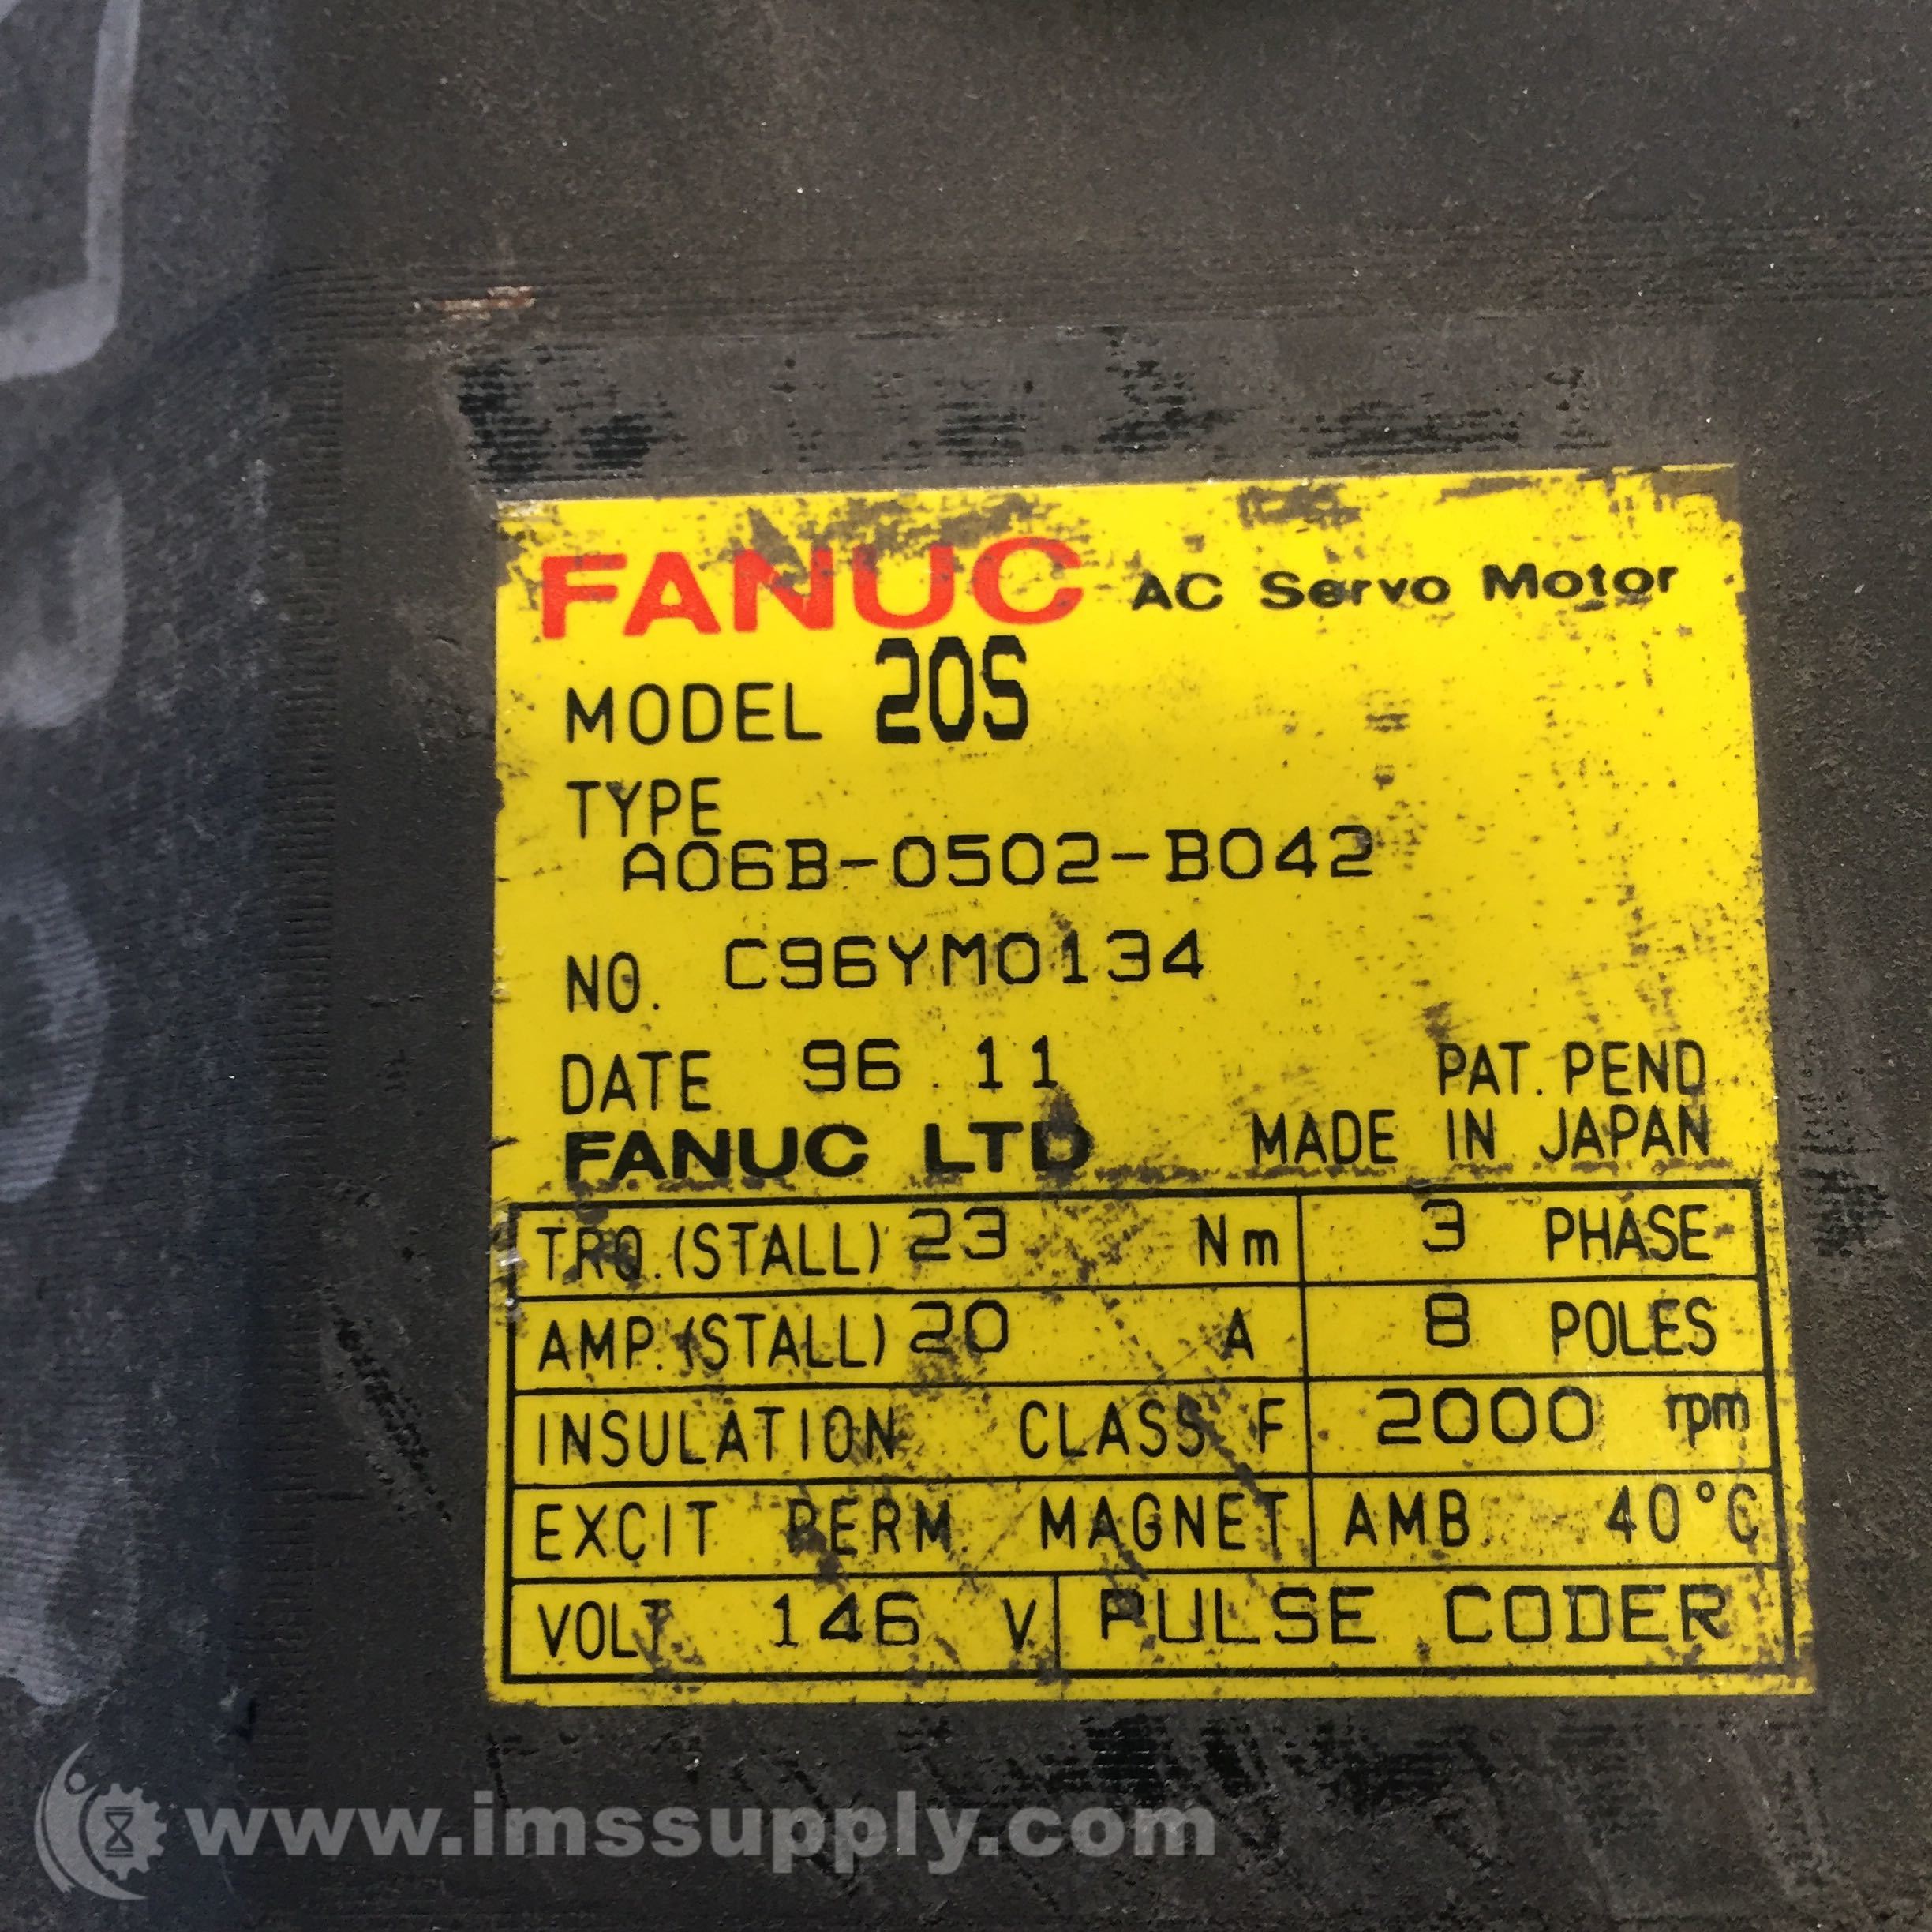 FANUC AC Servo Motor
MODEL 20S
TYPE
A06B-0502-B042
NO. C96YM0134
DATE 96.11 PAT. PEND
FANUC LTD MADE IN JAPAN
TRQ.(STALL) 23 Nm 3 PHASE
AMP.(STALL) 20 A 8 POLES
INSULATION CLASS F 2000 rpm
EXCIT PERM. MAGNET AMB. 40°C
VOLT. 146 V PULSE CODER
www.imssupply.com